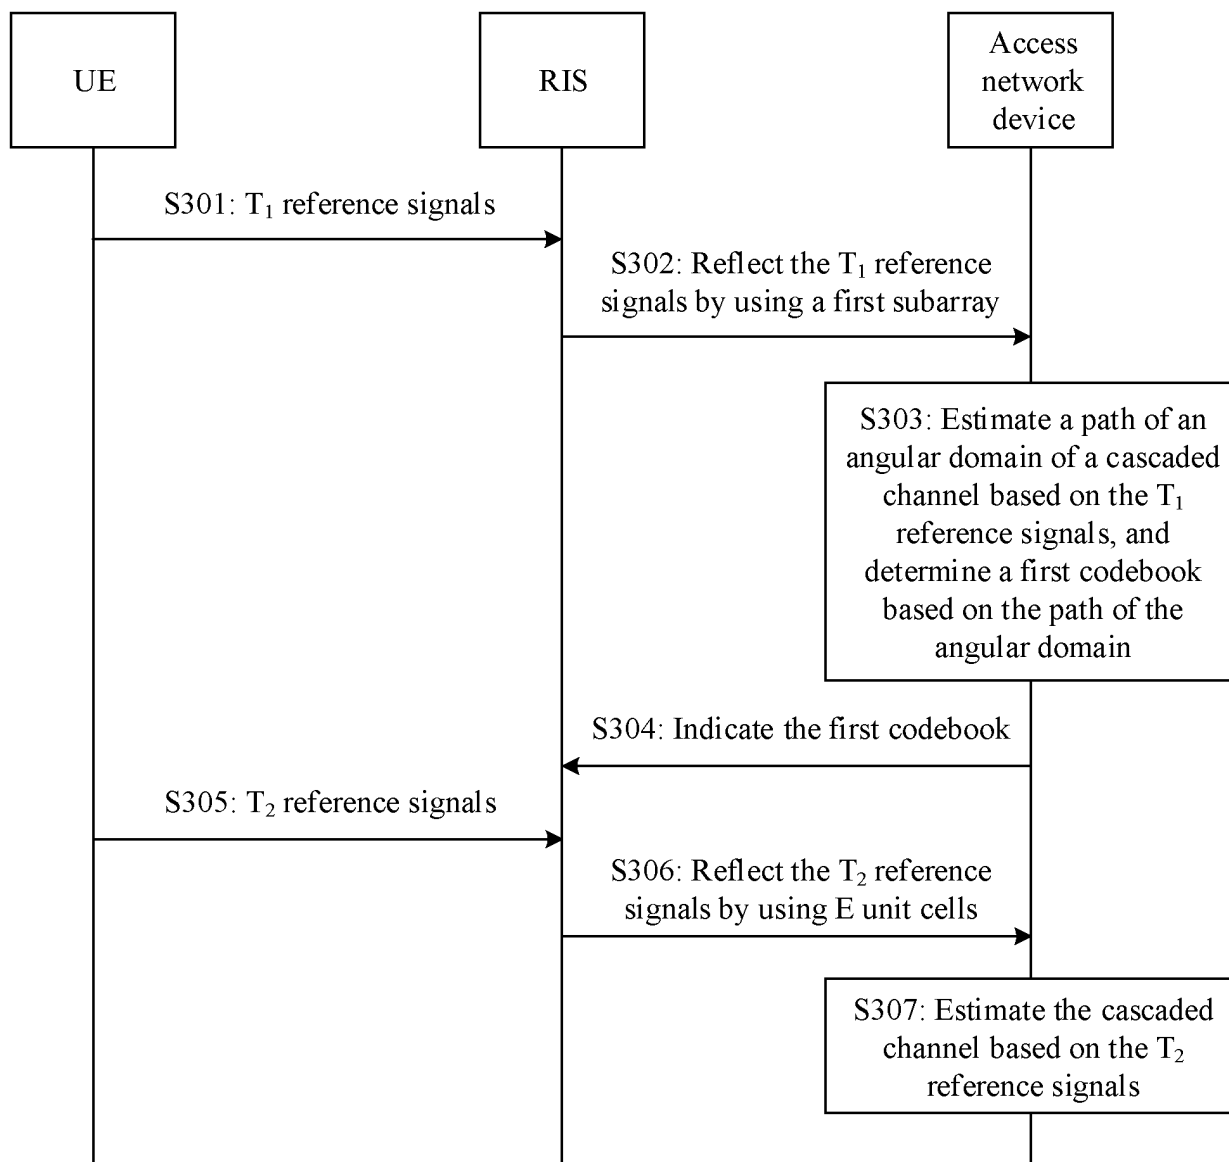 UE
RIS
Access
network
device
S301: T₁ reference signals
S302: Reflect the T₁ reference
signals by using a first subarray
S303: Estimate a path of an
angular domain of a cascaded
channel based on the T₁
reference signals, and
determine a first codebook
based on the path of the
angular domain
S304: Indicate the first codebook
S305: T₂ reference signals
S306: Reflect the T₂ reference
signals by using E unit cells
S307: Estimate the cascaded
channel based on the T₂
reference signals